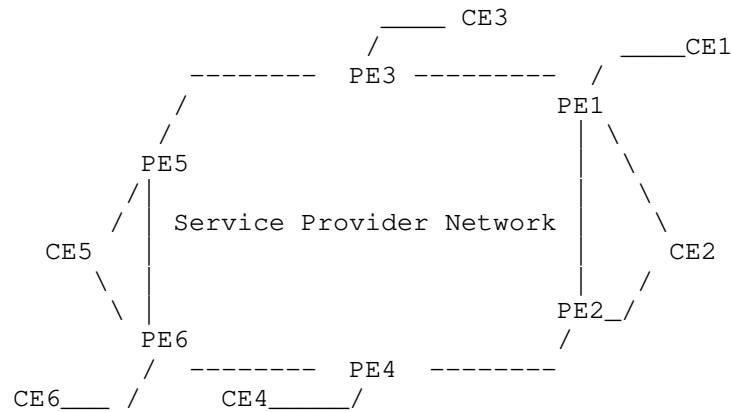 CE3
CE1
PE3
PE1
PE5
Service Provider Network
CE5
CE2
PE2
PE6
PE4
CE6
CE4